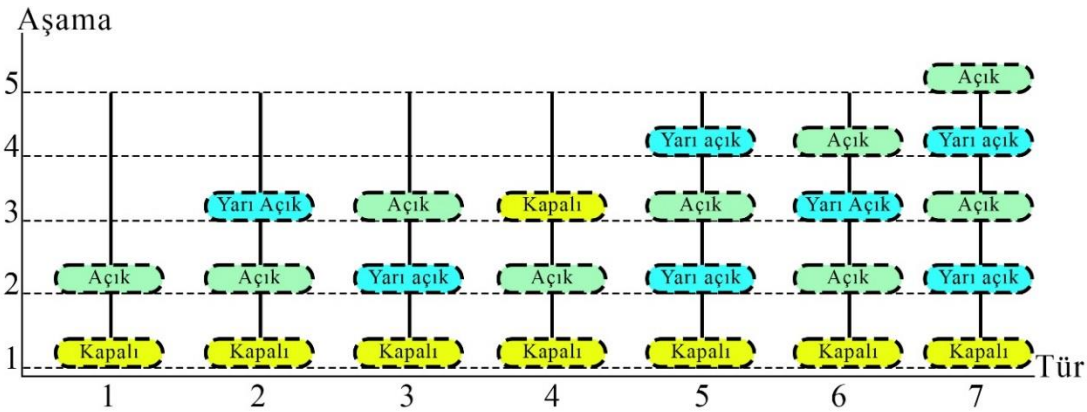 Aşama
5 Açık
4 Yarı açık Açık Yarı açık
3 Yarı Açık Açık Kapalı Açık Yarı Açık Açık
2 Açık Açık Yarı açık Açık Yarı açık Açık Yarı açık
1 Kapalı Kapalı Kapalı Kapalı Kapalı Kapalı Kapalı
Tür
1 2 3 4 5 6 7